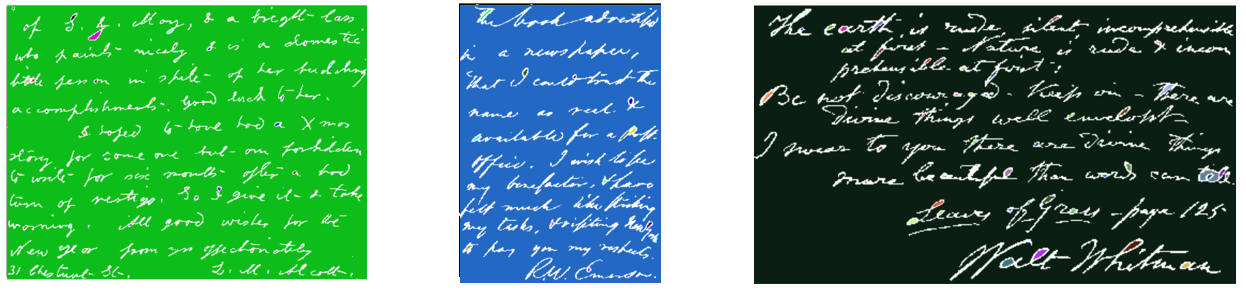 of S. J. May, & a bright lass
who paints nicely & is a domestic
little person in spite of her budding
accomplishments. Good luck to her.
I hoped to have had a Xmas
story for some one but am forbidden
to write for six months after a bad
turn of vertigo. So I give it & take
warning. All good wishes for the
New Year from yrs affectionately
31 Chestnut St. L. M. Alcott.
the book advertised
in a newspaper,
that I could trust the
name as real &
available for a post
Office. I wish to see
my benefactor, & have
felt much like striking
my tasks, & visiting New York
to pay you my respects.
R.W. Emerson.
The earth is rude, silent, incomprehensible
at first - Nature is rude & incom
prehensible at first;
Be not discouraged - Keep on - there are
divine things well envelop't
I swear to you there are divine things
more beautiful than words can tell.
Leaves of Grass - page 125
Walt Whitman